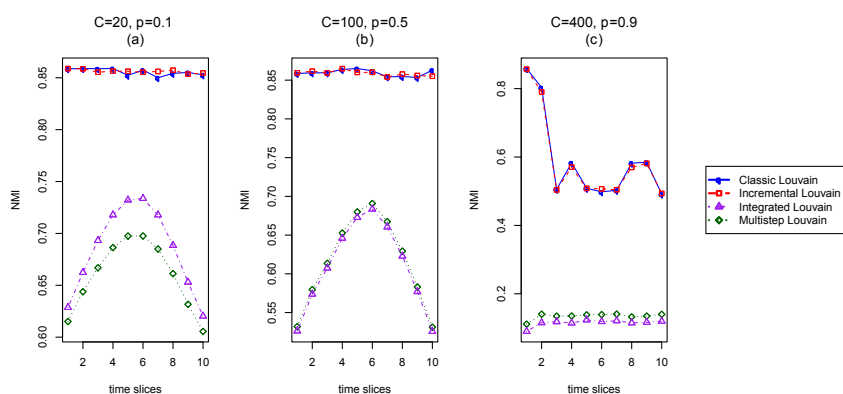 C=20, p=0.1
(a)
NMI
0.85
0.80
0.75
0.70
0.65
0.60
2 4 6 8 10
time slices
C=100, p=0.5
(b)
NMI
0.85
0.80
0.75
0.70
0.65
0.60
0.55
2 4 6 8 10
time slices
C=400, p=0.9
(c)
NMI
0.8
0.6
0.4
0.2
2 4 6 8 10
time slices
Classic Louvain
Incremental Louvain
Integrated Louvain
Multistep Louvain